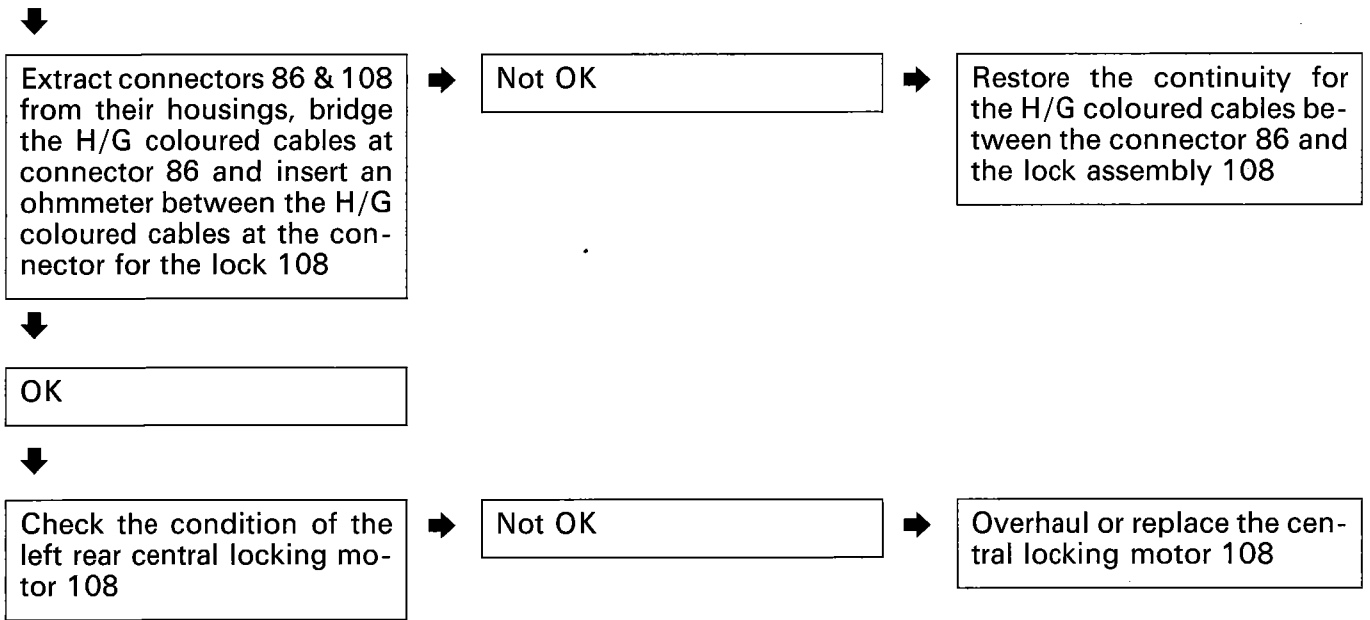 Extract connectors 86 & 108
from their housings, bridge
the H/G coloured cables at
connector 86 and insert an
ohmmeter between the H/G
coloured cables at the con-
nector for the lock 108
Not OK
Restore the continuity for
the H/G coloured cables be-
tween the connector 86 and
the lock assembly 108
OK
Check the condition of the
left rear central locking mo-
tor 108
Not OK
Overhaul or replace the cen-
tral locking motor 108